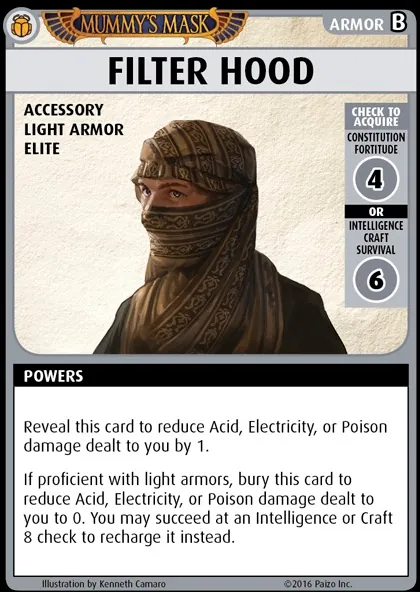 MUMMY'S MASK
ARMOR B
FILTER HOOD
ACCESSORY
LIGHT ARMOR
ELITE
CHECK TO
ACQUIRE
CONSTITUTION
FORTITUDE
4
OR
INTELLIGENCE
CRAFT
SURVIVAL
6
POWERS
Reveal this card to reduce Acid, Electricity, or Poison
damage dealt to you by 1.
If proficient with light armors, bury this card to
reduce Acid, Electricity, or Poison damage dealt to
you to 0. You may succeed at an Intelligence or Craft
8 check to recharge it instead.
Illustration by Kenneth Camaro
©2016 Paizo Inc.